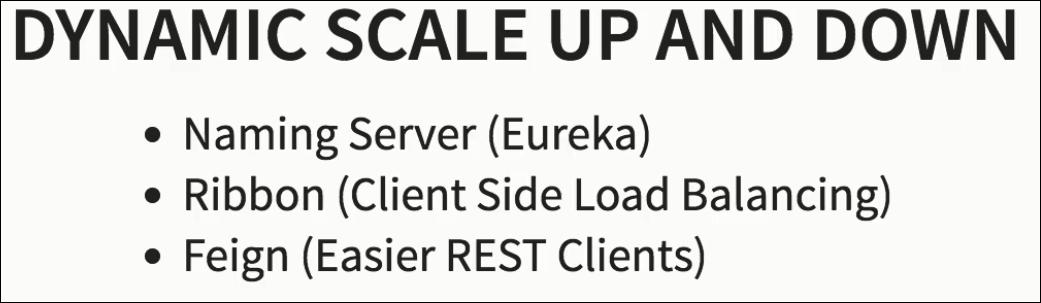 DYNAMIC SCALE UP AND DOWN
• Naming Server (Eureka)
• Ribbon (Client Side Load Balancing)
• Feign (Easier REST Clients)